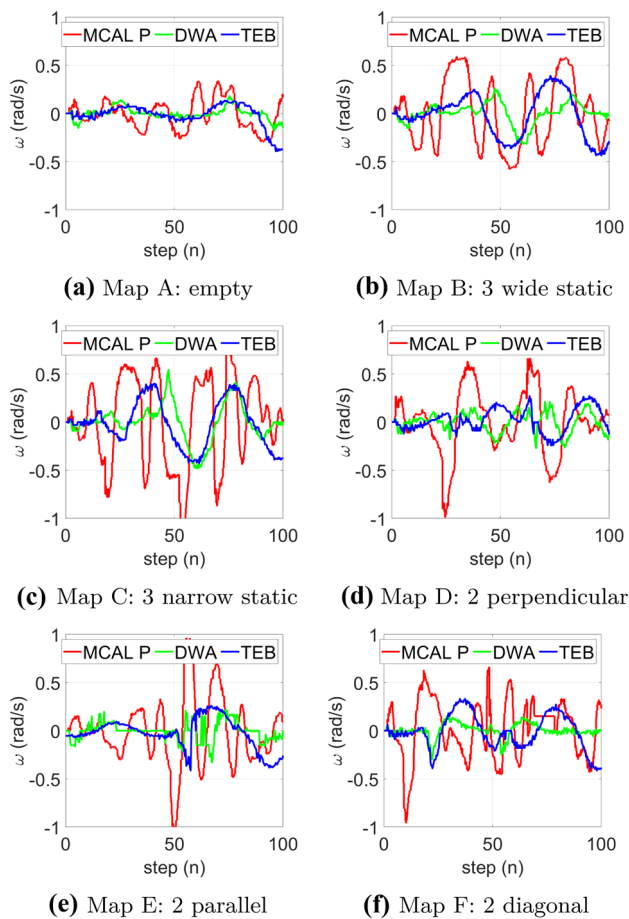 1
MCAL P DWA TEB
0.5
0
-0.5
-1
ω (rad/s)
0 50 100
step (n)
(a) Map A: empty
1
MCAL P DWA TEB
0.5
0
-0.5
-1
ω (rad/s)
0 50 100
step (n)
(b) Map B: 3 wide static
1
MCAL P DWA TEB
0.5
0
-0.5
-1
ω (rad/s)
0 50 100
step (n)
(c) Map C: 3 narrow static
1
MCAL P DWA TEB
0.5
0
-0.5
-1
ω (rad/s)
0 50 100
step (n)
(d) Map D: 2 perpendicular
1
MCAL P DWA TEB
0.5
0
-0.5
-1
ω (rad/s)
0 50 100
step (n)
(e) Map E: 2 parallel
1
MCAL P DWA TEB
0.5
0
-0.5
-1
ω (rad/s)
0 50 100
step (n)
(f) Map F: 2 diagonal